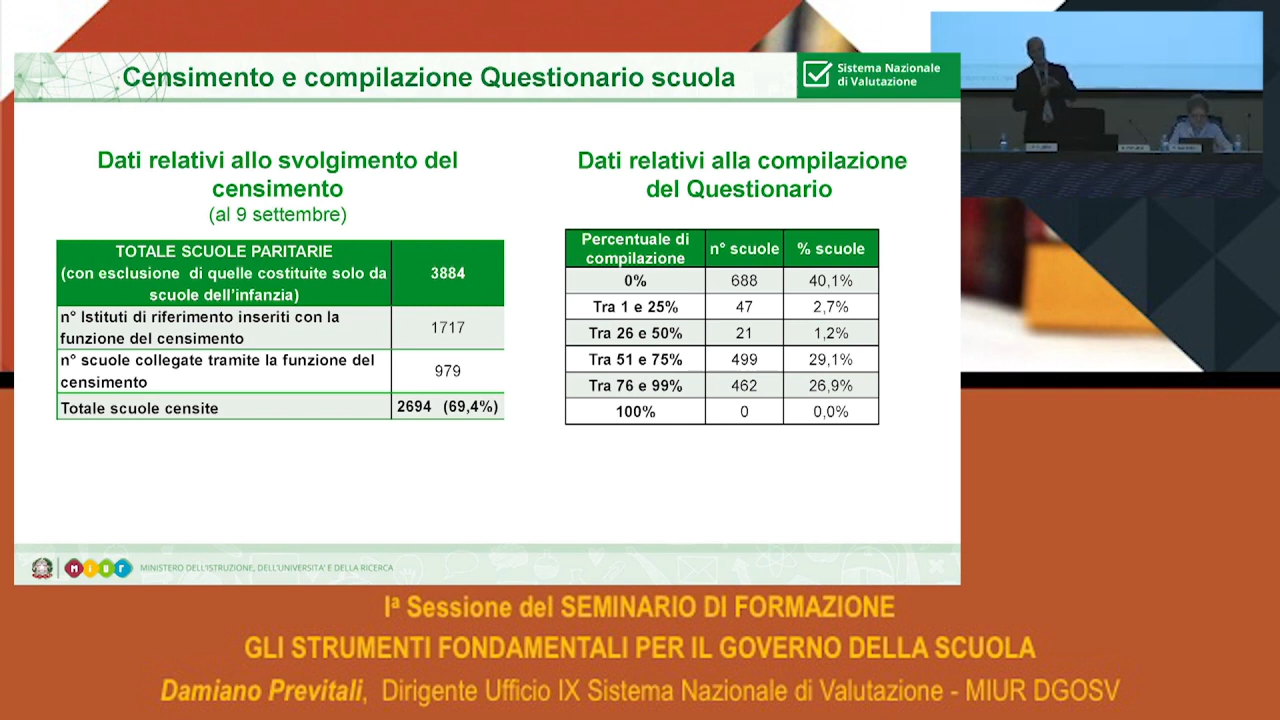 Censimento e compilazione Questionario scuola
Sistema Nazionale
di Valutazione
Dati relativi allo svolgimento del
censimento
(al 9 settembre)
TOTALE SCUOLE PARITARIE
(con esclusione di quelle costituite solo da
scuole dell'infanzia)
3884
n° Istituti di riferimento inseriti con la
funzione del censimento
1717
n° scuole collegate tramite la funzione del
censimento
979
Totale scuole censite
2694 (69,4%)
Dati relativi alla compilazione
del Questionario
Percentuale di
compilazione
n° scuole
% scuole
0% 688 40,1%
Tra 1 e 25% 47 2,7%
Tra 26 e 50% 21 1,2%
Tra 51 e 75% 499 29,1%
Tra 76 e 99% 462 26,9%
100% 0 0,0%
MIUR
MINISTERO DELL'ISTRUZIONE, DELL'UNIVERSITA' E DELLA RICERCA
Iª Sessione del SEMINARIO DI FORMAZIONE
GLI STRUMENTI FONDAMENTALI PER IL GOVERNO DELLA SCUOLA
Damiano Previtali, Dirigente Ufficio IX Sistema Nazionale di Valutazione - MIUR DGOSV